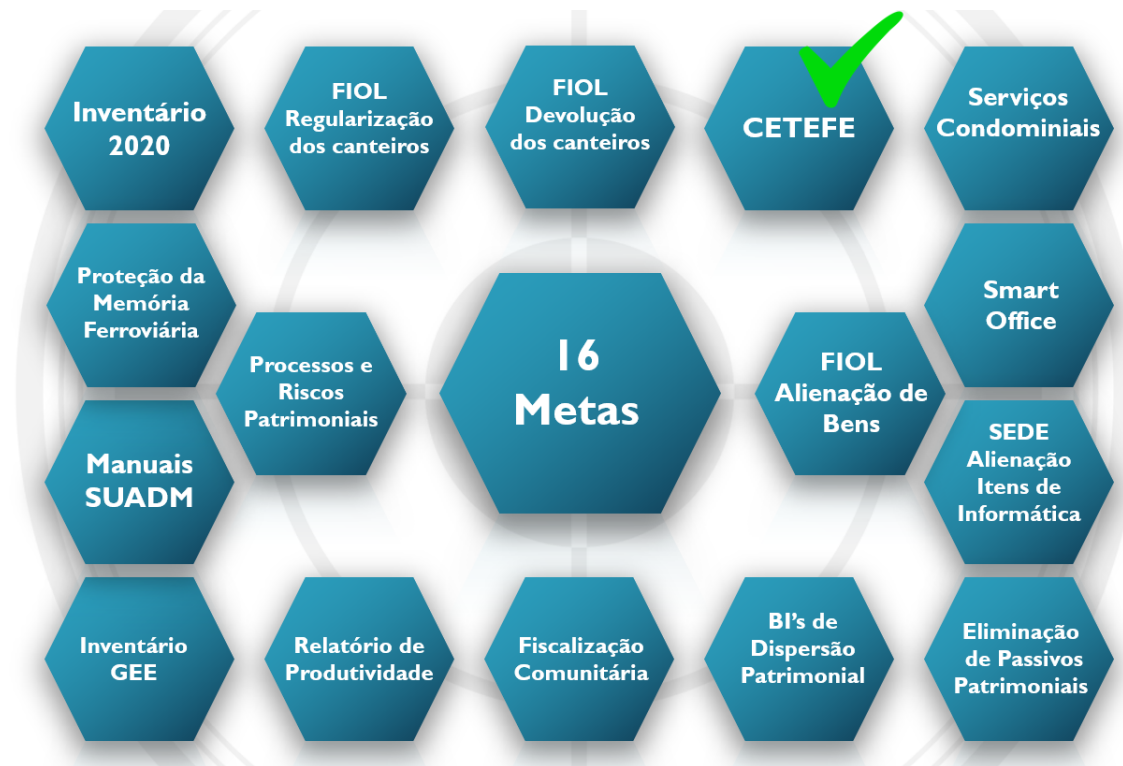 Inventário
2020
FIOL
Regularização
dos canteiros
FIOL
Devolução
dos canteiros
CETEFE
Serviços
Condominiais
Proteção da
Memória
Ferroviária
Processos e
Riscos
Patrimoniais
16
Metas
FIOL
Alienação de
Bens
Smart
Office
Manuais
SUADM
SEDE
Alienação
Itens de
Informática
Inventário
GEE
Relatório de
Produtividade
Fiscalização
Comunitária
BI's de
Dispersão
Patrimonial
Eliminação
de Passivos
Patrimoniais